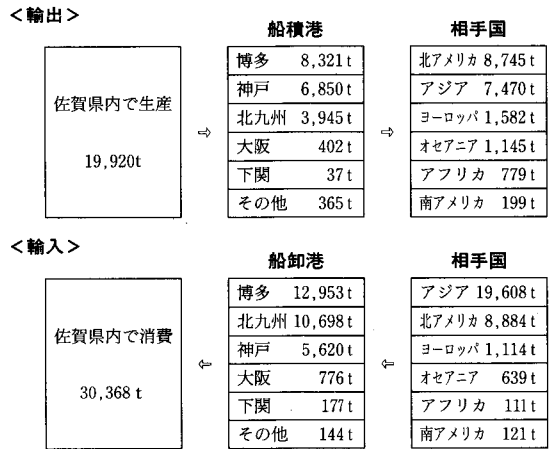 ＜輸出＞
船積港 相手国
佐賀県内で生産
19,920t
⇨
博多 8,321t
神戸 6,850t
北九州 3,945t
大阪 402t
下関 37t
その他 365t
⇨
北アメリカ 8,745t
アジア 7,470t
ヨーロッパ 1,582t
オセアニア 1,145t
アフリカ 779t
南アメリカ 199t
＜輸入＞
船卸港 相手国
佐賀県内で消費
30,368t
⇦
博多 12,953t
北九州 10,698t
神戸 5,620t
大阪 776t
下関 177t
その他 144t
⇦
アジア 19,608t
北アメリカ 8,884t
ヨーロッパ 1,114t
オセアニア 639t
アフリカ 111t
南アメリカ 121t